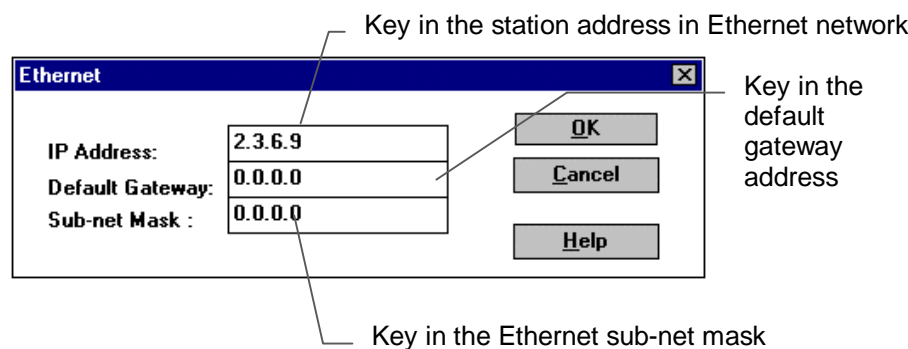 Key in the station address in Ethernet network
Ethernet
Key in the
default
gateway
address
IP Address:
2.3.6.9
OK
Default Gateway:
0.0.0.0
Cancel
Sub-net Mask :
0.0.0.0
Help
Key in the Ethernet sub-net mask